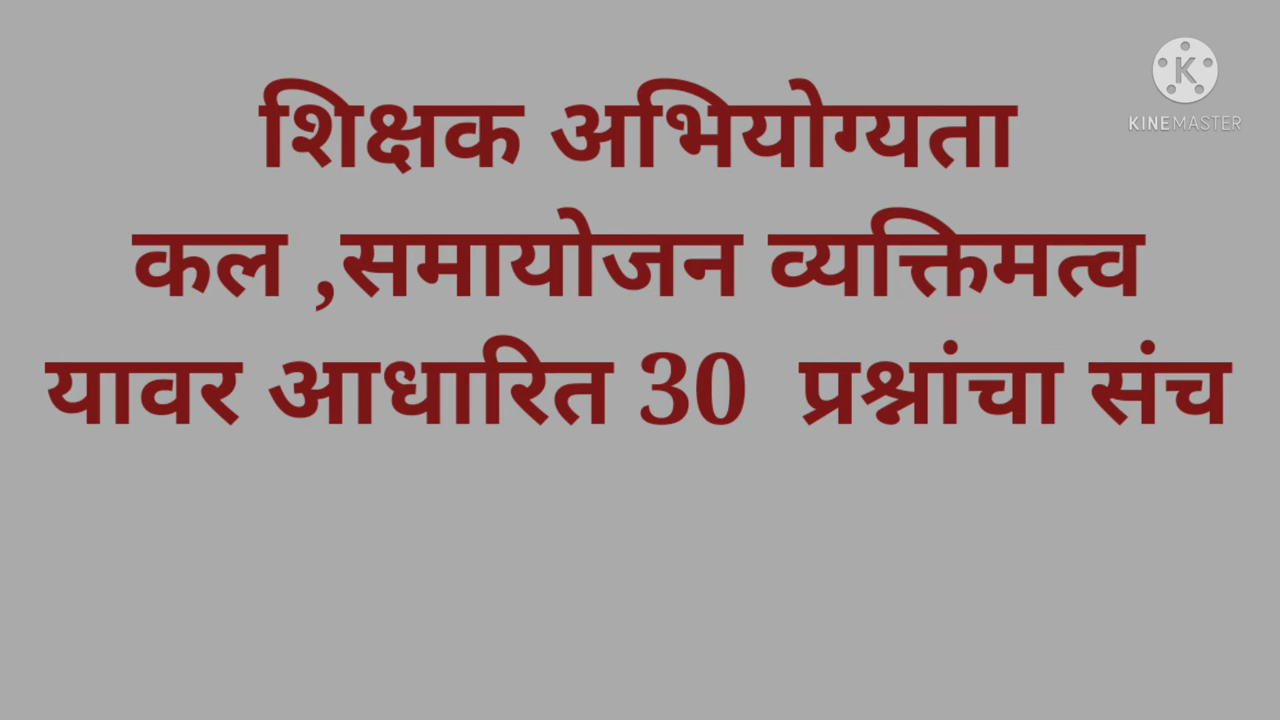 शिक्षक अभियोग्यता
कल ,समायोजन व्यक्तिमत्व
यावर आधारित 30 प्रश्नांचा संच
K
KINEMASTER